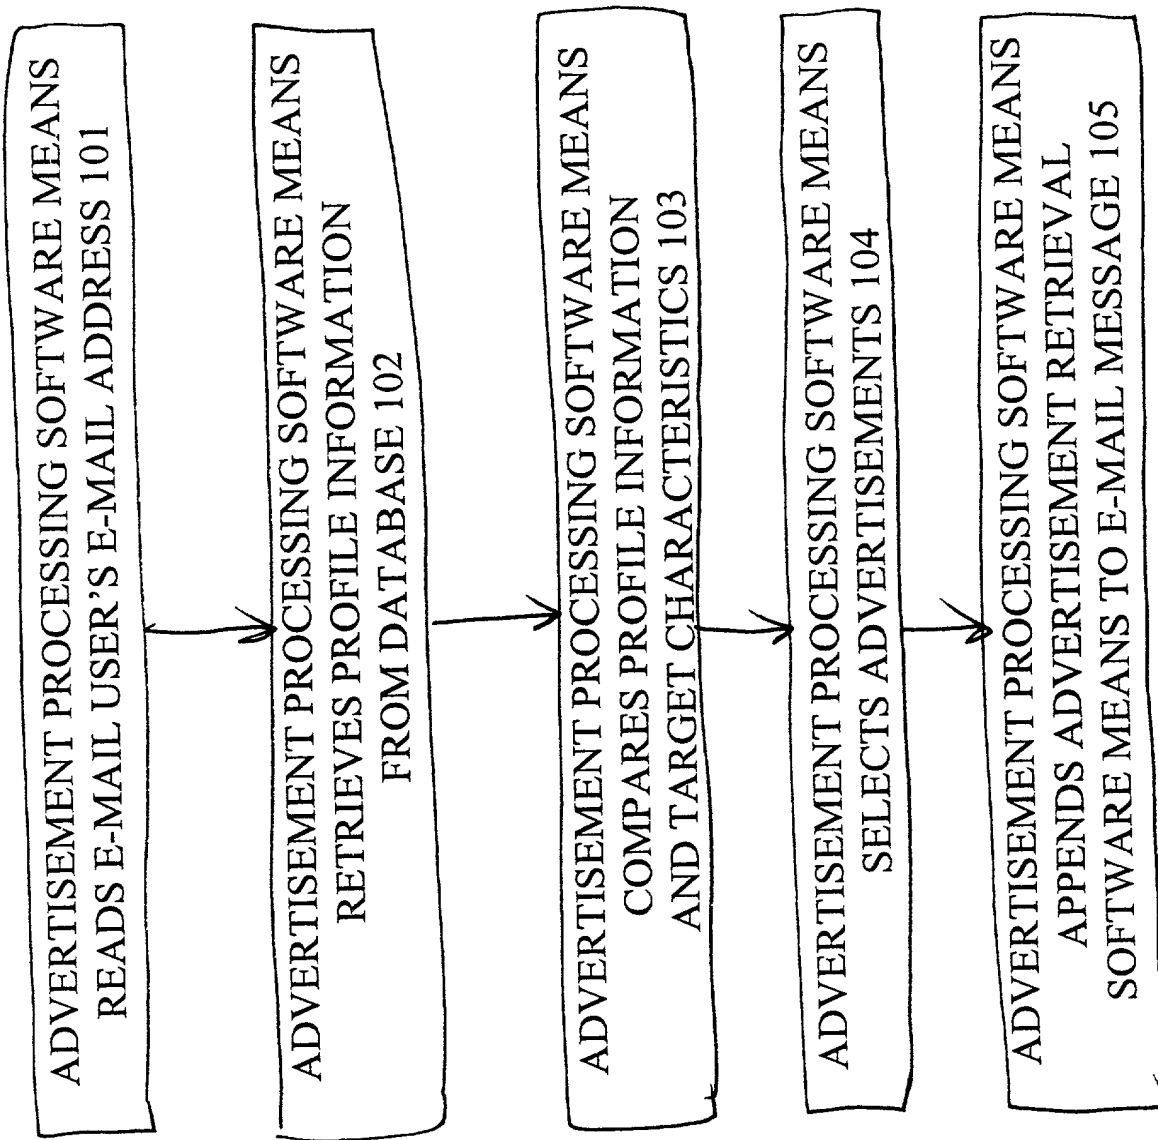 ADVERTISEMENT PROCESSING SOFTWARE MEANS
READS E-MAIL USER'S E-MAIL ADDRESS 101
ADVERTISEMENT PROCESSING SOFTWARE MEANS
RETRIEVES PROFILE INFORMATION
FROM DATABASE 102
ADVERTISEMENT PROCESSING SOFTWARE MEANS
COMPARES PROFILE INFORMATION
AND TARGET CHARACTERISTICS 103
ADVERTISEMENT PROCESSING SOFTWARE MEANS
SELECTS ADVERTISEMENTS 104
ADVERTISEMENT PROCESSING SOFTWARE MEANS
APPENDS ADVERTISEMENT RETRIEVAL
SOFTWARE MEANS TO E-MAIL MESSAGE 105